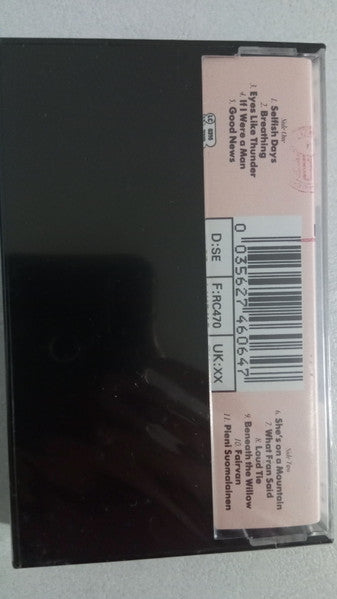 Side One
1. Selfish Days
2. Breathing
3. Eyes Like Thunder
4. If I Were a Man
5. Good News
LC 0316
0 035627 460647
D:SE F:RC470 UK:XX
Side Two
6. She's on a Mountain
7. What Fran Said
8. Loud Tie
9. Beneath the Willow
10. Fairvan
11. Pieni Suomalainen